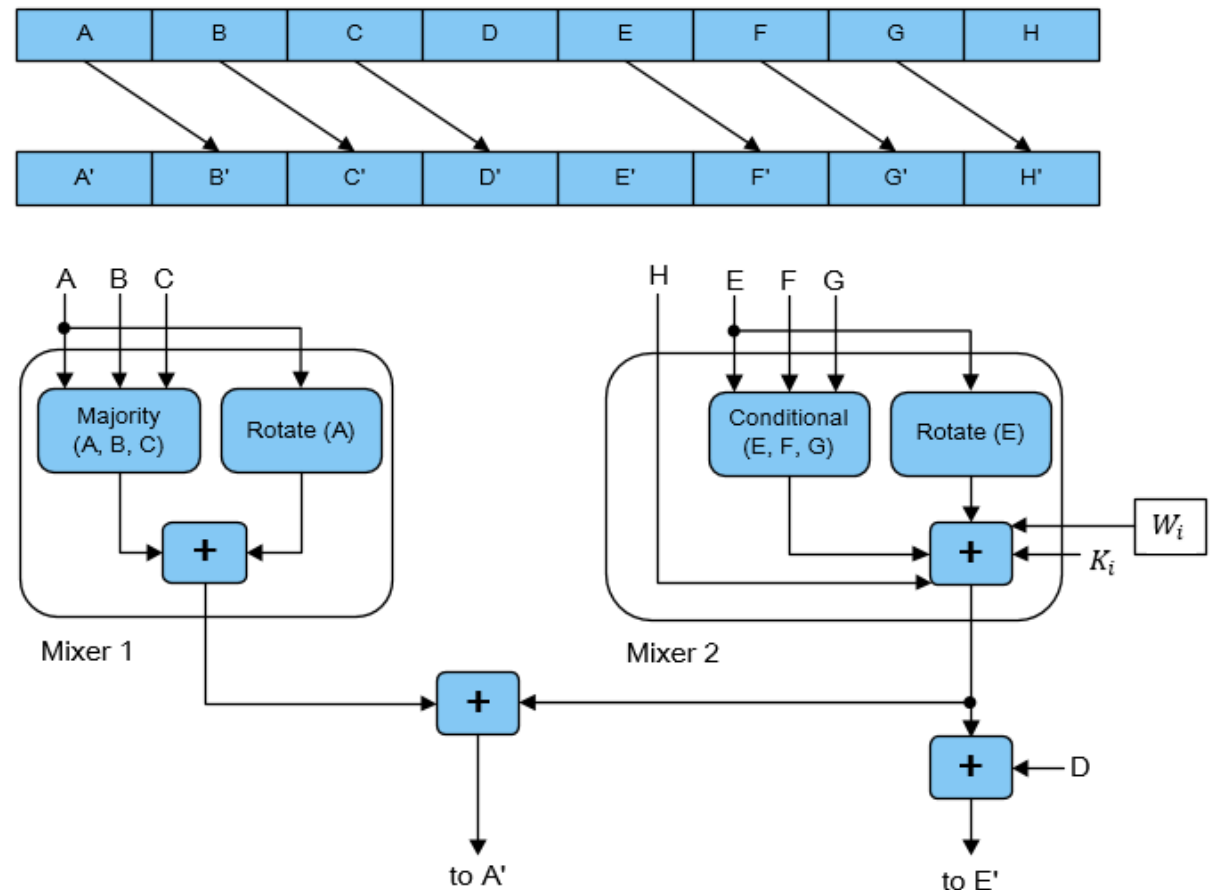 A B C D E F G H
A' B' C' D' E' F' G' H'
A B C
H E F G
Majority
(A, B, C)
Rotate (A)
Conditional
(E, F, G)
Rotate (E)
+
+
W_i
K_i
Mixer 1
Mixer 2
+
+
D
to A'
to E'